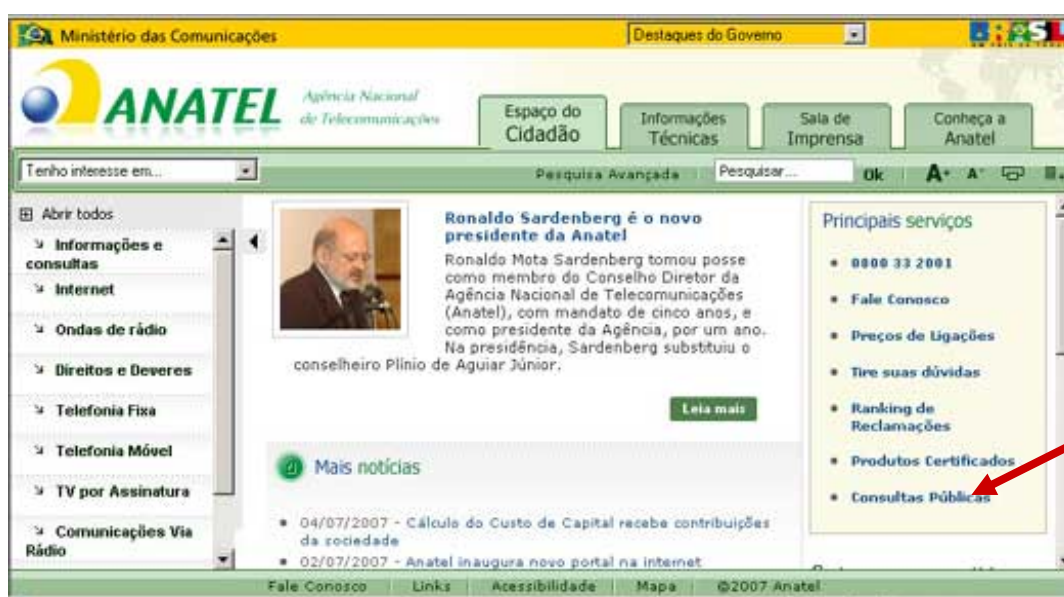 Ministério das Comunicações
Destaques do Governo
BRASIL
ANATEL
Agência Nacional
de Telecomunicações
Espaço do
Cidadão
Informações
Técnicas
Sala de
Imprensa
Conheça a
Anatel
Tenho interesse em...
Pesquisa Avançada
Pesquisar...
Ok
A+
A-
Abrir todos
Informações e
consultas
Internet
Ondas de rádio
Direitos e Deveres
Telefonia Fixa
Telefonia Móvel
TV por Assinatura
Comunicações Via
Rádio
Ronaldo Sardenberg é o novo
presidente da Anatel
Ronaldo Mota Sardenberg tomou posse
como membro do Conselho Diretor da
Agência Nacional de Telecomunicações
(Anatel), com mandato de cinco anos, e
como presidente da Agência, por um ano.
Na presidência, Sardenberg substituiu o
conselheiro Plínio de Aguiar Júnior.
Leia mais
Mais notícias
04/07/2007 - Cálculo do Custo de Capital recebe contribuições
da sociedade
02/07/2007 - Anatel inaugura novo portal na internet
Principais serviços
0800 33 2001
Fale Conosco
Preços de Ligações
Tire suas dúvidas
Ranking de
Reclamações
Produtos Certificados
Consultas Públicas
Fale Conosco
Links
Acessibilidade
Mapa
©2007 Anatel